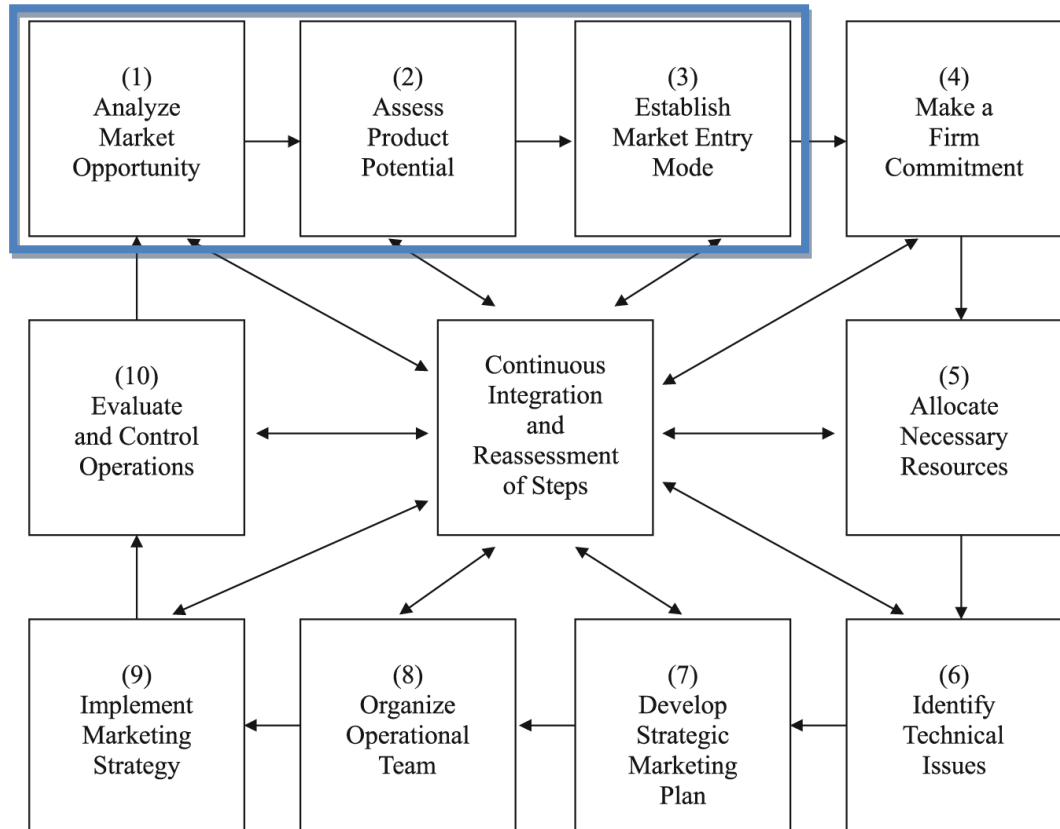 (1)
Analyze
Market
Opportunity
(2)
Assess
Product
Potential
(3)
Establish
Market Entry
Mode
(4)
Make a
Firm
Commitment
(10)
Evaluate
and Control
Operations
Continuous
Integration
and
Reassessment
of Steps
(5)
Allocate
Necessary
Resources
(9)
Implement
Marketing
Strategy
(8)
Organize
Operational
Team
(7)
Develop
Strategic
Marketing
Plan
(6)
Identify
Technical
Issues